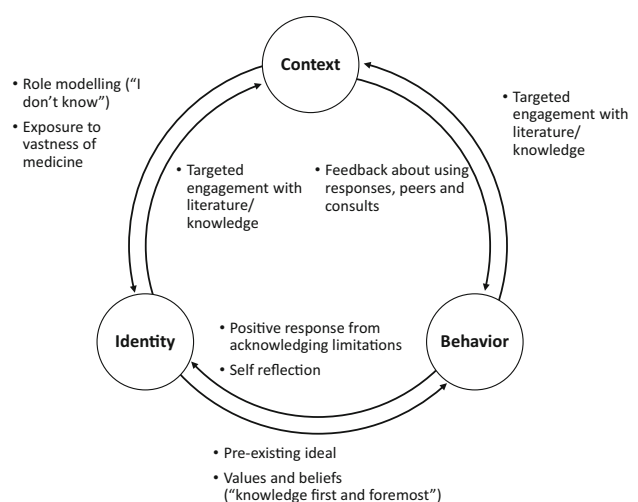 Context
• Role modelling (“I
don’t know”)
• Exposure to
vastness of
medicine
• Targeted
engagement with
literature/
knowledge
• Feedback about using
responses, peers and
consults
• Targeted
engagement with
literature/
knowledge
Identity
• Positive response from
acknowledging limitations
• Self reflection
Behavior
• Pre-existing ideal
• Values and beliefs
(“knowledge first and foremost”)